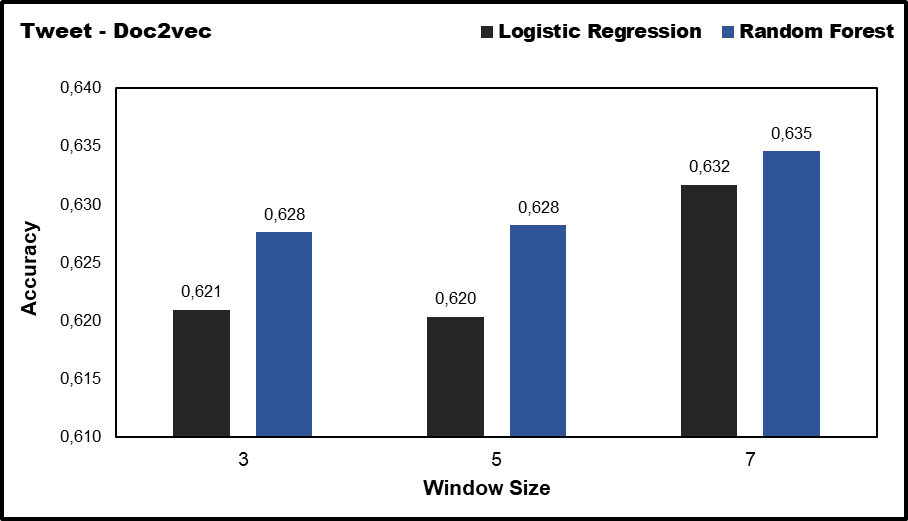 Tweet - Doc2vec
Logistic Regression Random Forest
0,640
0,635
0,630
0,625
0,620
0,615
0,610
Accuracy
0,621
0,628
0,620
0,628
0,632
0,635
3 5 7
Window Size